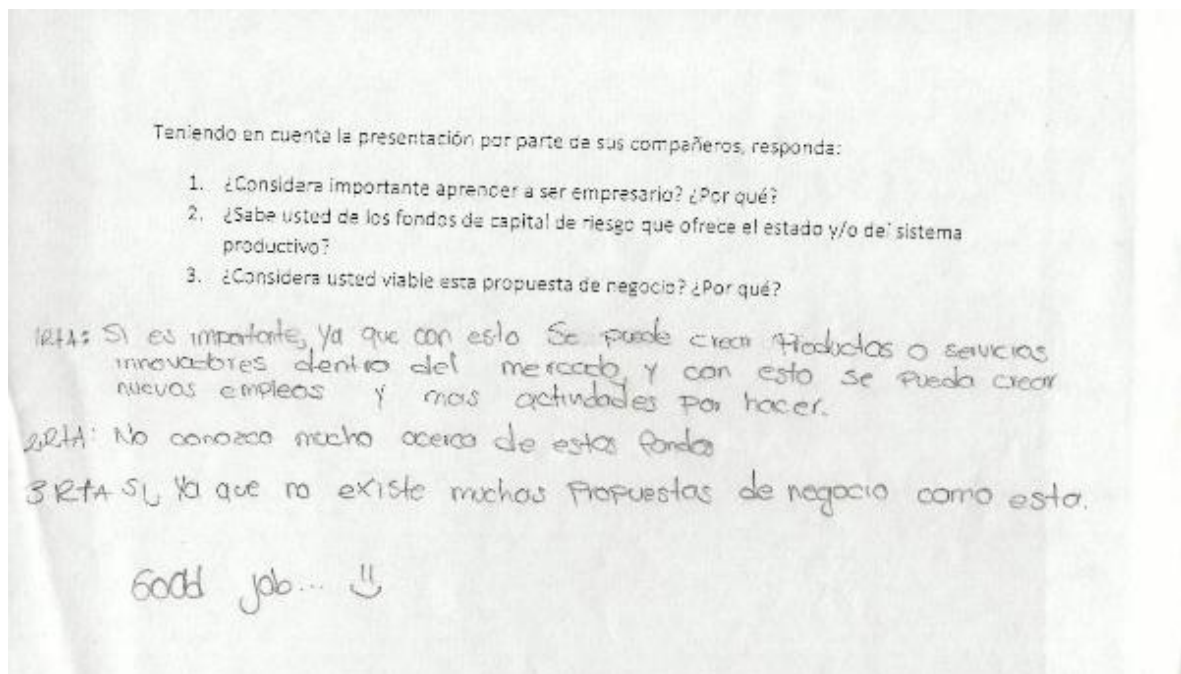 Teniendo en cuenta la presentación por parte de sus compañeros, responda:
1. ¿Considera importante aprender a ser empresario? ¿Por qué?
2. ¿Sabe usted de los fondos de capital de riesgo que ofrece el estado y/o del sistema
productivo?
3. ¿Considera usted viable esta propuesta de negocio? ¿Por qué?
1RTA: Si es importante, Ya que con esto Se puede crear Productos o servicios
innovadores dentro del mercado, y con esto se pueda crear
nuevos empleos y mas actividades por hacer.
2RTA: No conozco mucho acerca de estos fondos
3 RTA SI, Ya que no existe muchas Propuestas de negocio como esta.
Good job... ||